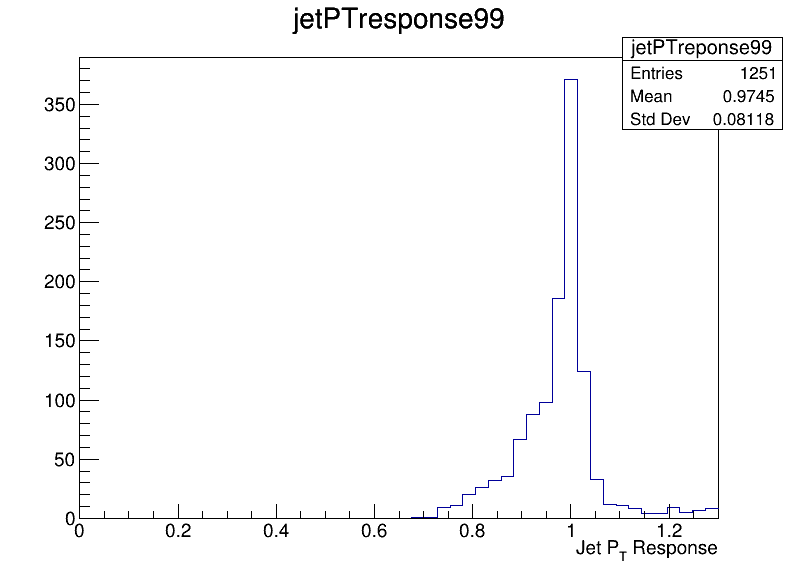 jetPTresponse99
jetPTreponse99
Entries 1251
Mean 0.9745
Std Dev 0.08118
350
300
250
200
150
100
50
0
0 0.2 0.4 0.6 0.8 1 1.2
Jet PT Response